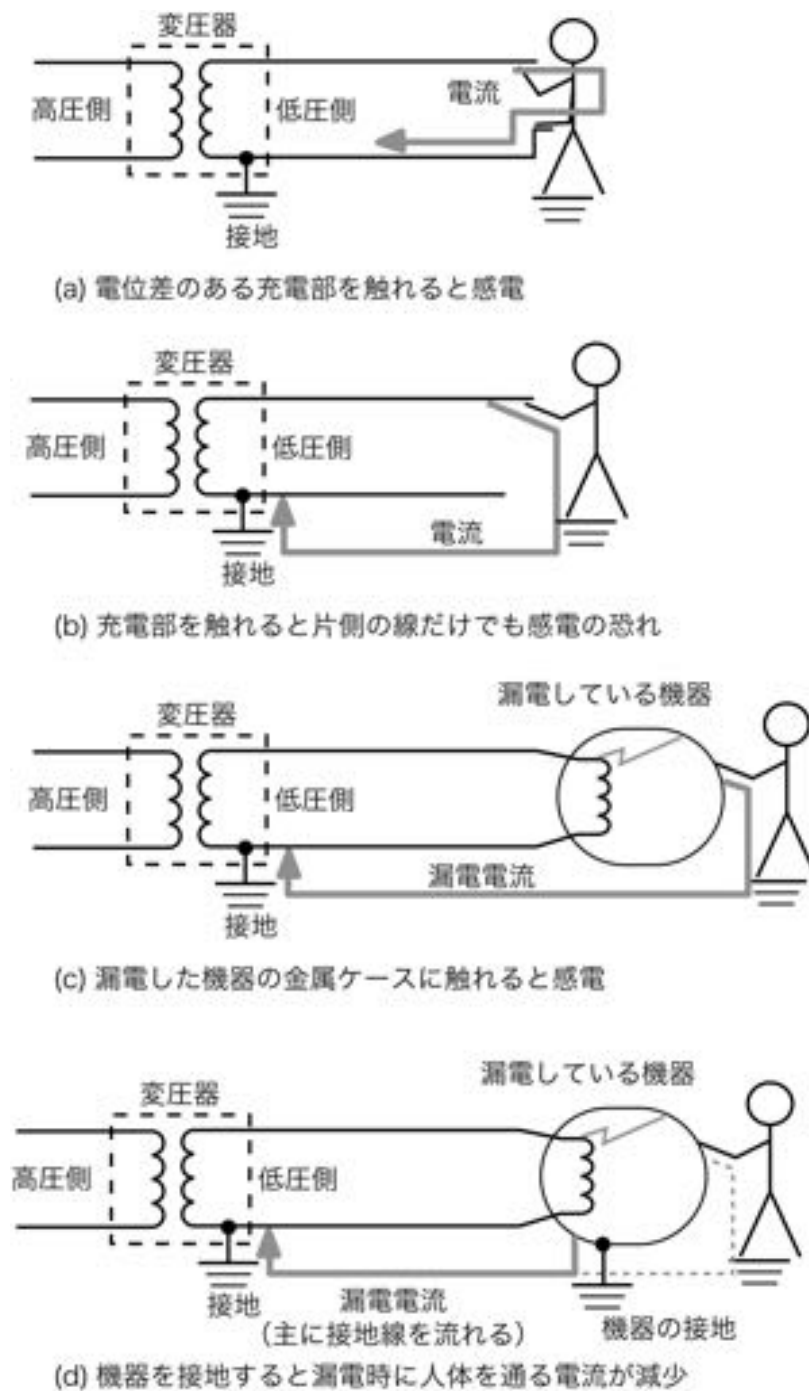 変圧器
高圧側
低圧側
電流
接地
(a) 電位差のある充電部を触れると感電
変圧器
高圧側
低圧側
電流
接地
(b) 充電部を触れると片側の線だけでも感電の恐れ
漏電している機器
変圧器
高圧側
低圧側
漏電電流
接地
(c) 漏電した機器の金属ケースに触れると感電
漏電している機器
変圧器
高圧側
低圧側
接地
漏電電流
（主に接地線を流れる）
機器の接地
(d) 機器を接地すると漏電時に人体を通る電流が減少